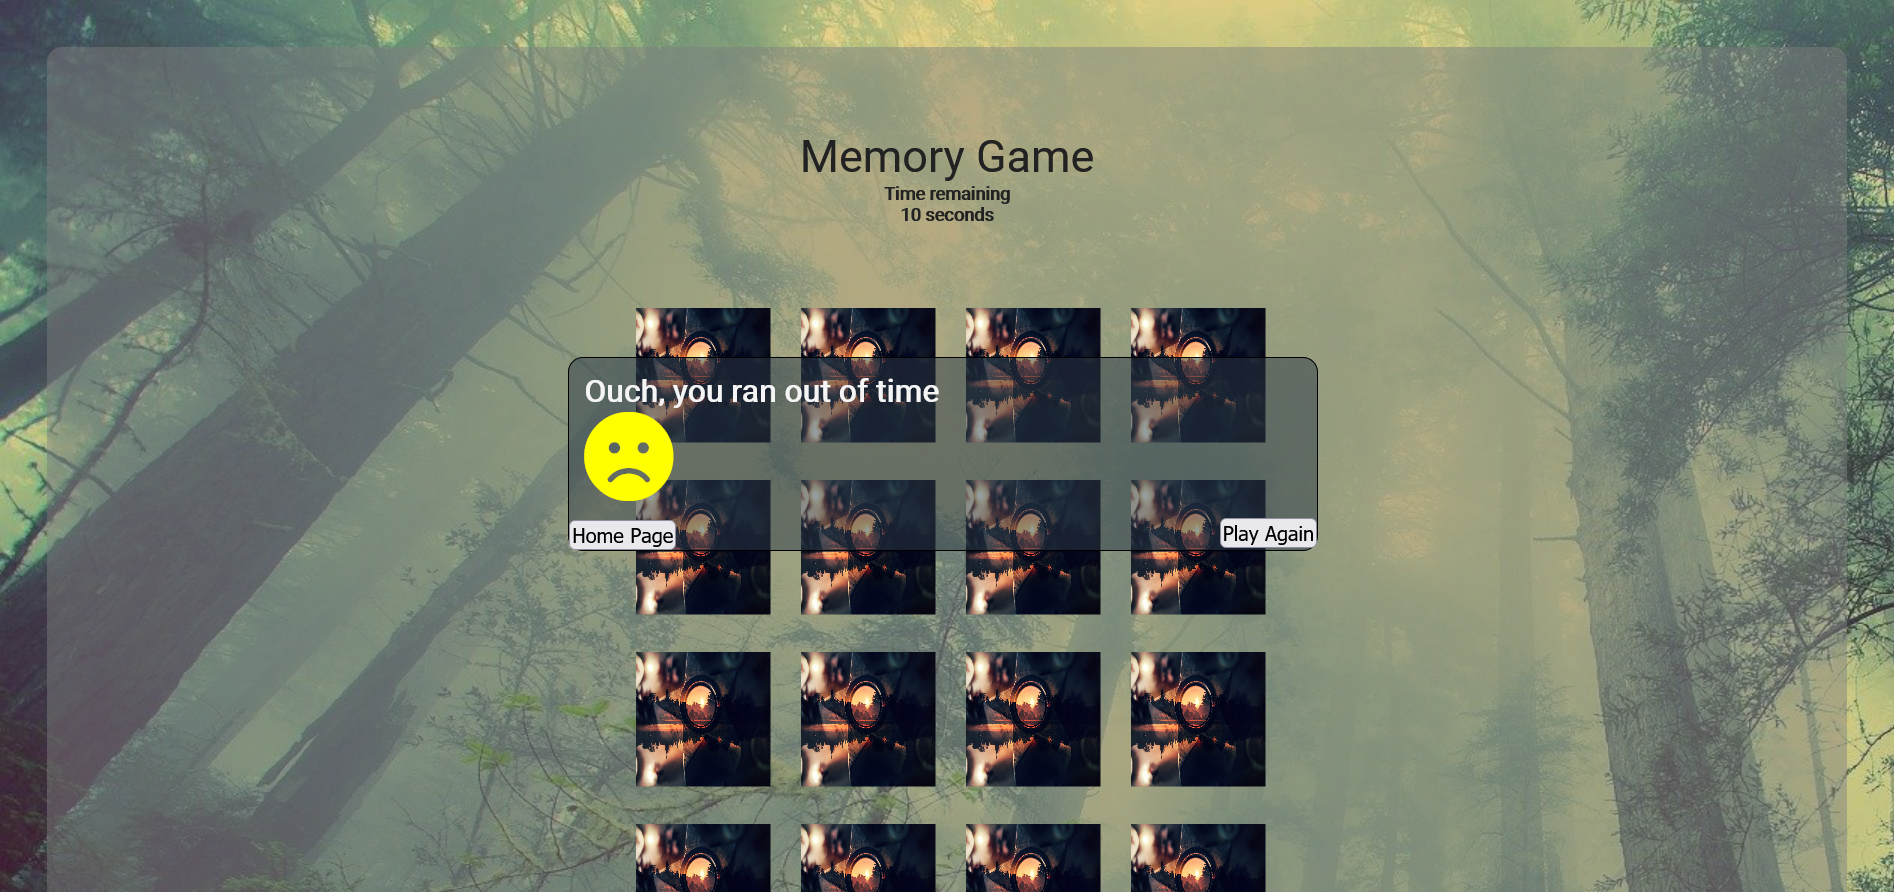 Memory Game
Time remaining
10 seconds
Ouch, you ran out of time
Home Page
Play Again